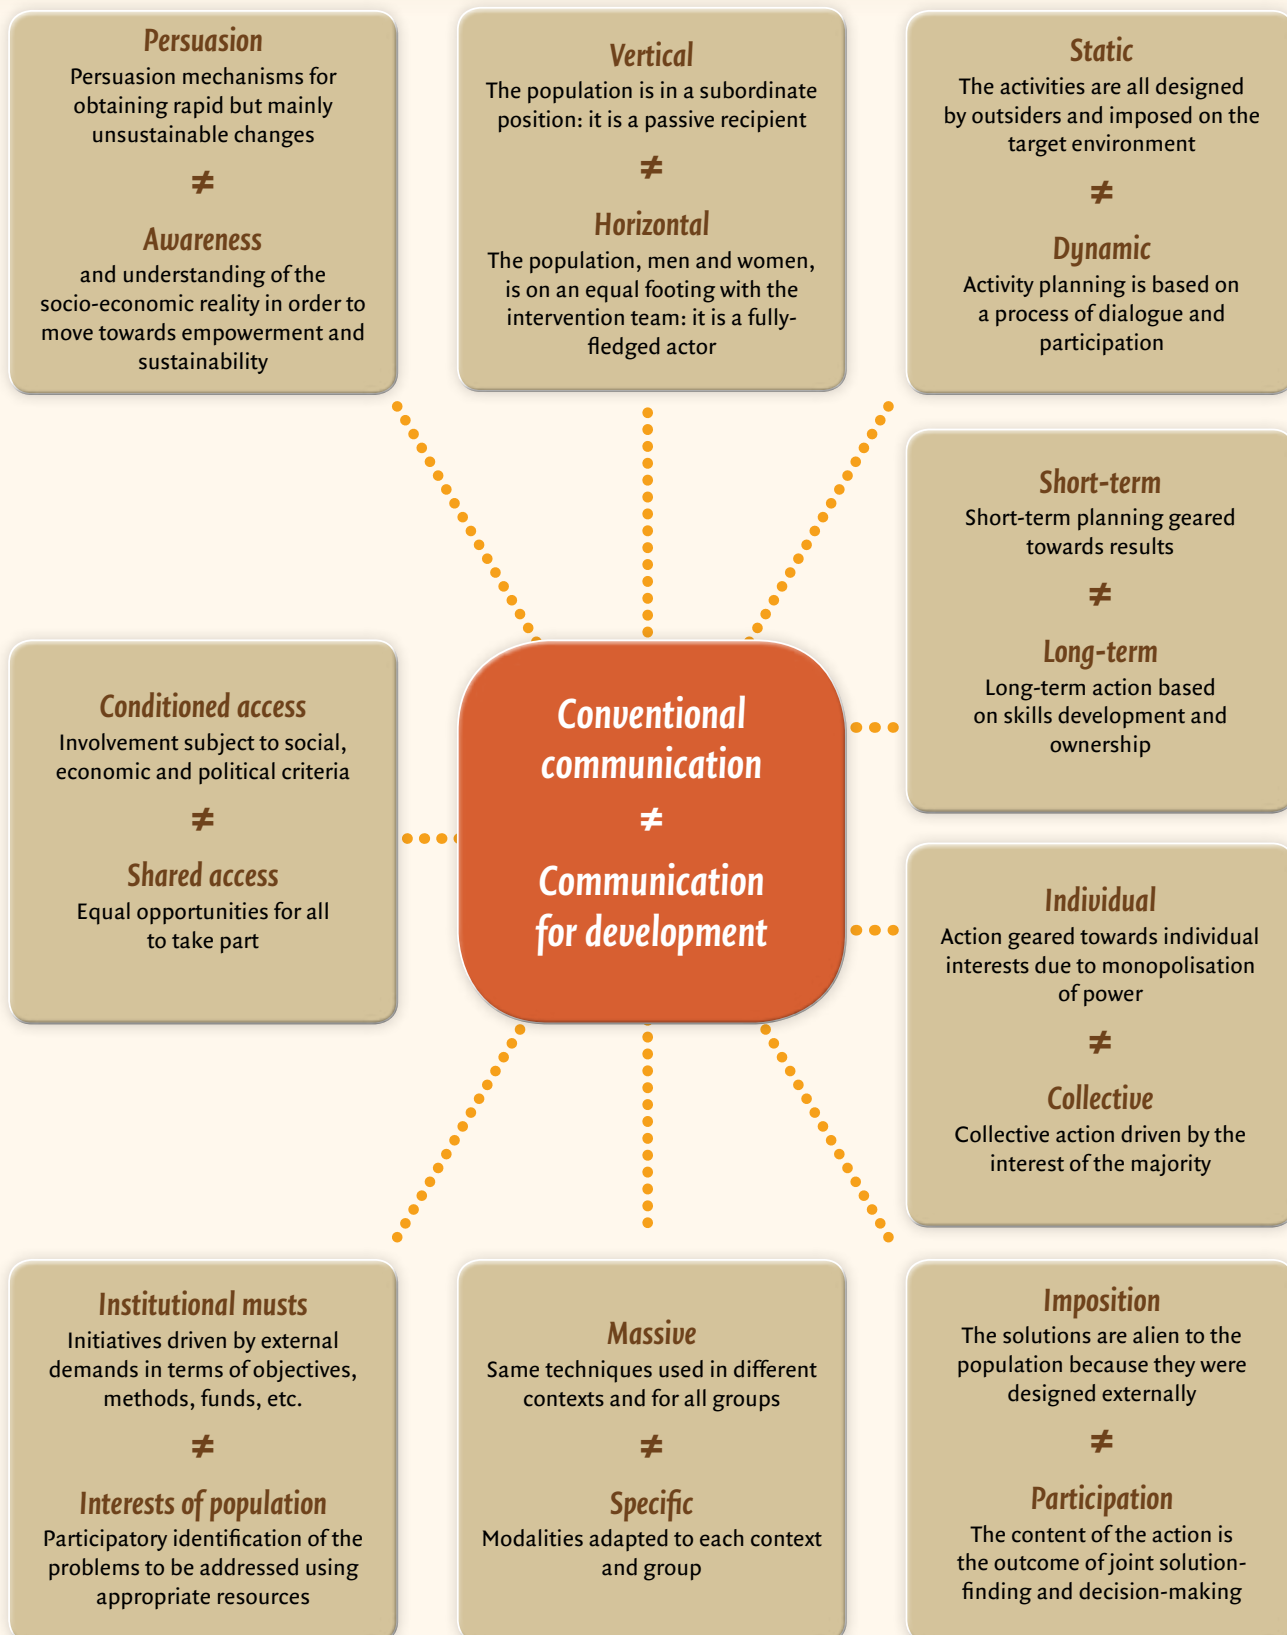 Persuasion
Persuasion mechanisms for
obtaining rapid but mainly
unsustainable changes
≠
Awareness
and understanding of the
socio-economic reality in order to
move towards empowerment and
sustainability
Vertical
The population is in a subordinate
position: it is a passive recipient
≠
Horizontal
The population, men and women,
is on an equal footing with the
intervention team: it is a fully-
fledged actor
Static
The activities are all designed
by outsiders and imposed on the
target environment
≠
Dynamic
Activity planning is based on
a process of dialogue and
participation
Short-term
Short-term planning geared
towards results
≠
Long-term
Long-term action based
on skills development and
ownership
Conditioned access
Involvement subject to social,
economic and political criteria
≠
Shared access
Equal opportunities for all
to take part
Conventional
communication
≠
Communication
for development
Individual
Action geared towards individual
interests due to monopolisation
of power
≠
Collective
Collective action driven by the
interest of the majority
Institutional musts
Initiatives driven by external
demands in terms of objectives,
methods, funds, etc.
≠
Interests of population
Participatory identification of the
problems to be addressed using
appropriate resources
Massive
Same techniques used in different
contexts and for all groups
≠
Specific
Modalities adapted to each context
and group
Imposition
The solutions are alien to the
population because they were
designed externally
≠
Participation
The content of the action is
the outcome of joint solution-
finding and decision-making